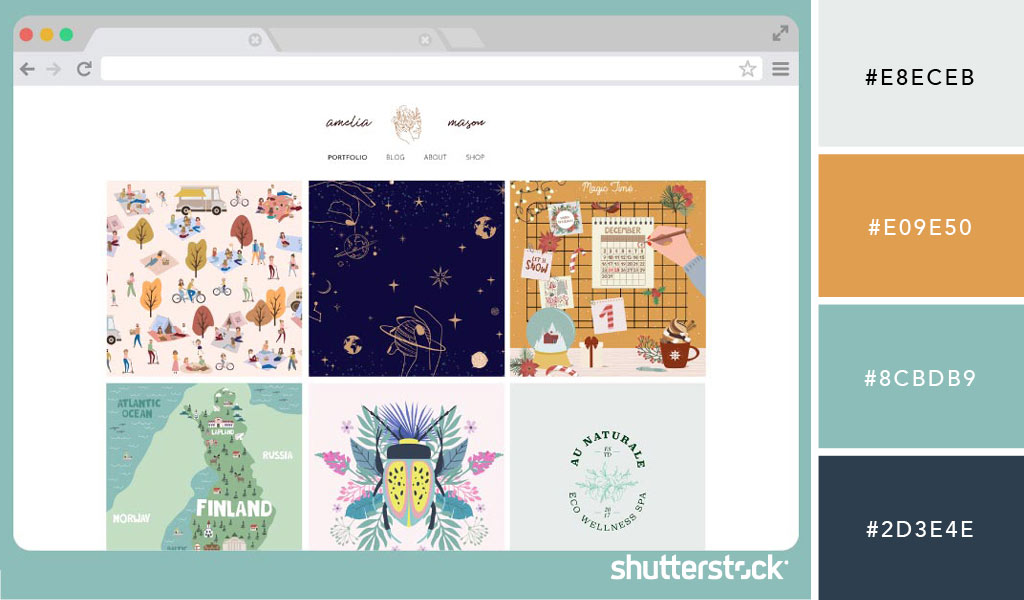 amelia mason
PORTFOLIO BLOG ABOUT SHOP
Magic Time
DECEMBER
LET IT
SNOW
1
ATLANTIC
OCEAN
LAPLAND
RUSSIA
FINLAND
NORWAY
AU NATURALE
ES
TD
20
17
ECO WELLNESS SPA
shutterstock
#E8ECEB
#E09E50
#8CBDB9
#2D3E4E